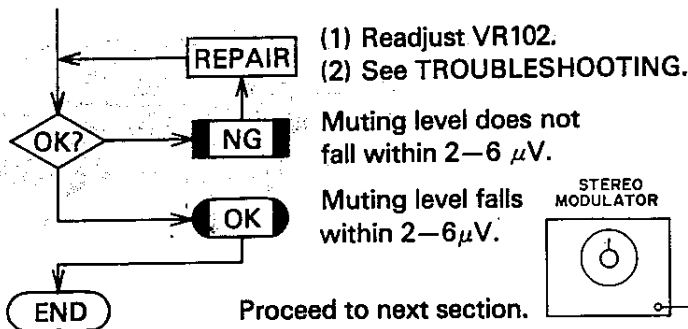 REPAIR
(1) Readjust VR102.
(2) See TROUBLESHOOTING.
OK?
NG
Muting level does not
fall within 2–6 μV.
OK
Muting level falls
within 2–6μV.
STEREO
MODULATOR
END
Proceed to next section.